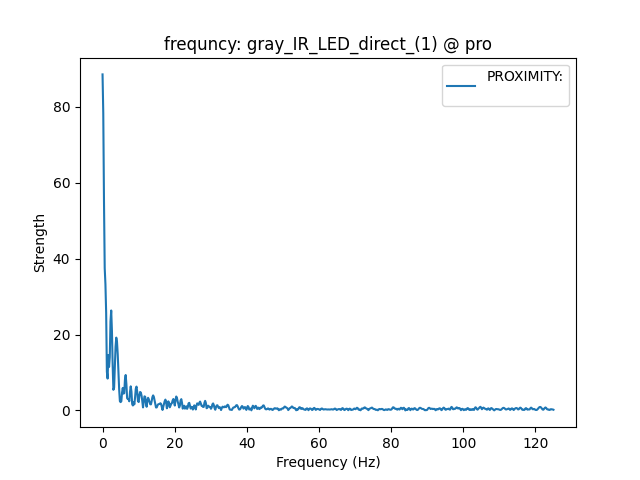 frequncy: gray_IR_LED_direct_(1) @ pro
PROXIMITY:
Strength
80
60
40
20
0
0 20 40 60 80 100 120
Frequency (Hz)